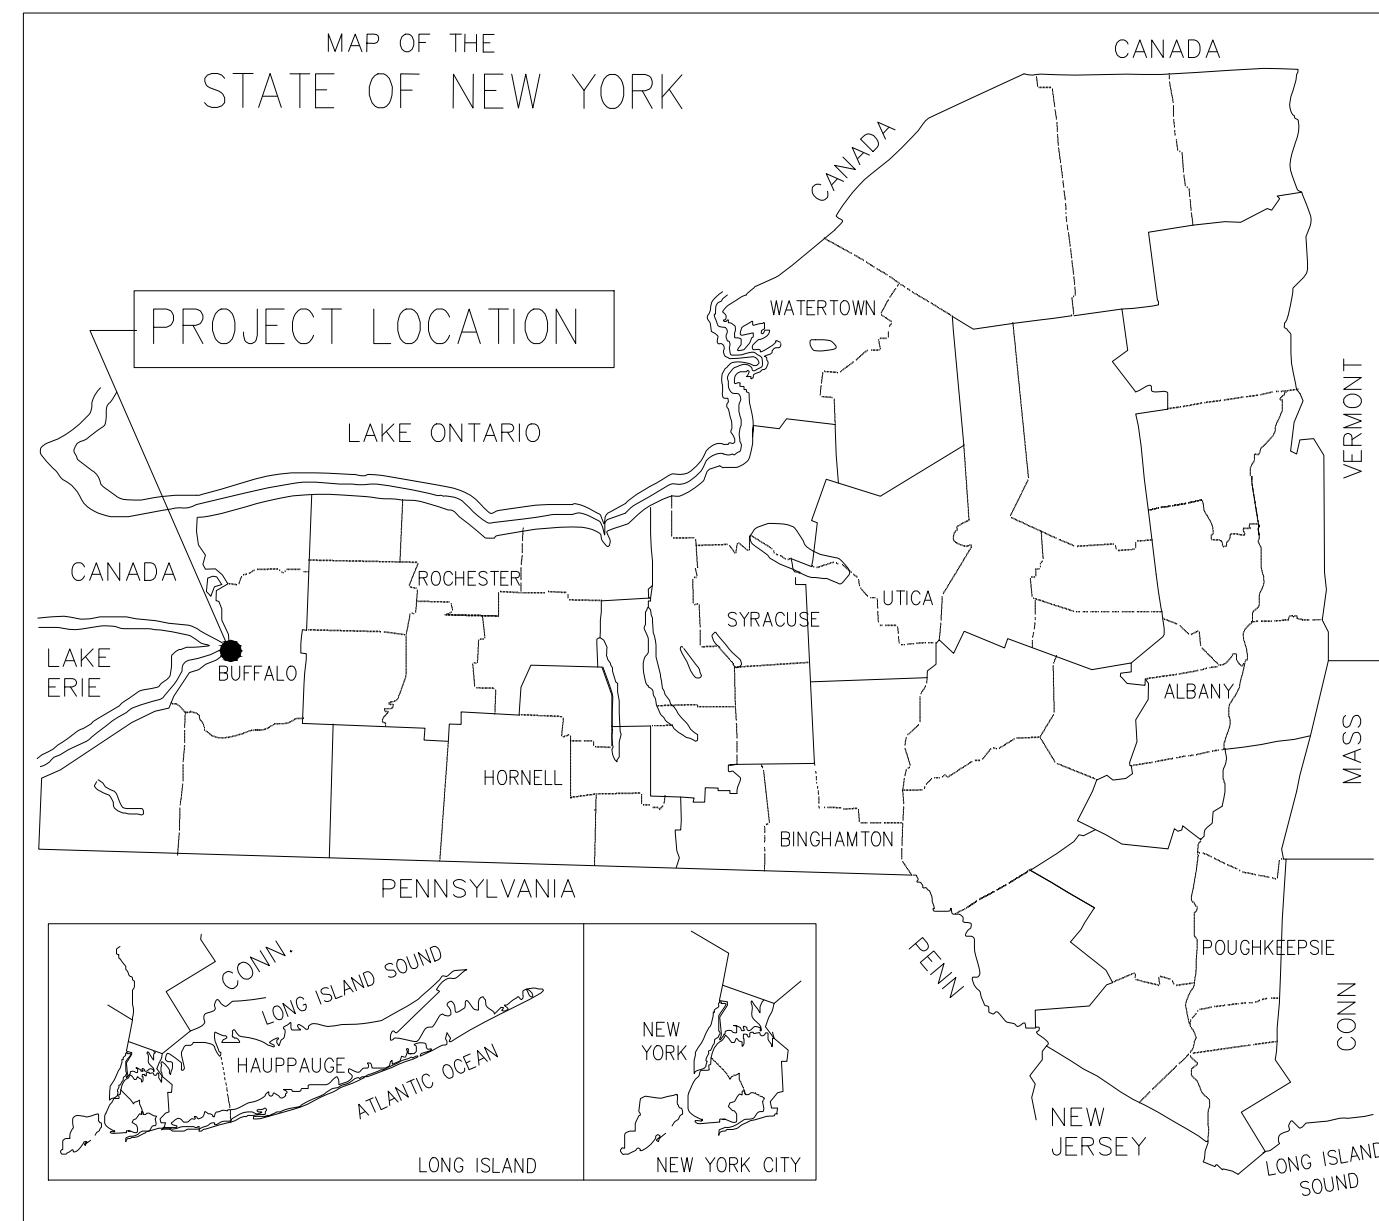 MAP OF THE
STATE OF NEW YORK
CANADA
CANADA
WATERTOWN
PROJECT LOCATION
VERMONT
LAKE ONTARIO
CANADA
ROCHESTER
UTICA
SYRACUSE
LAKE
ERIE
BUFFALO
ALBANY
MASS
HORNELL
BINGHAMTON
PENNSYLVANIA
PENN
POUGHKEEPSIE
CONN
CONN.
LONG ISLAND SOUND
HAUPPAUGE
ATLANTIC OCEAN
LONG ISLAND
NEW
YORK
NEW YORK CITY
NEW
JERSEY
LONG ISLAND
SOUND